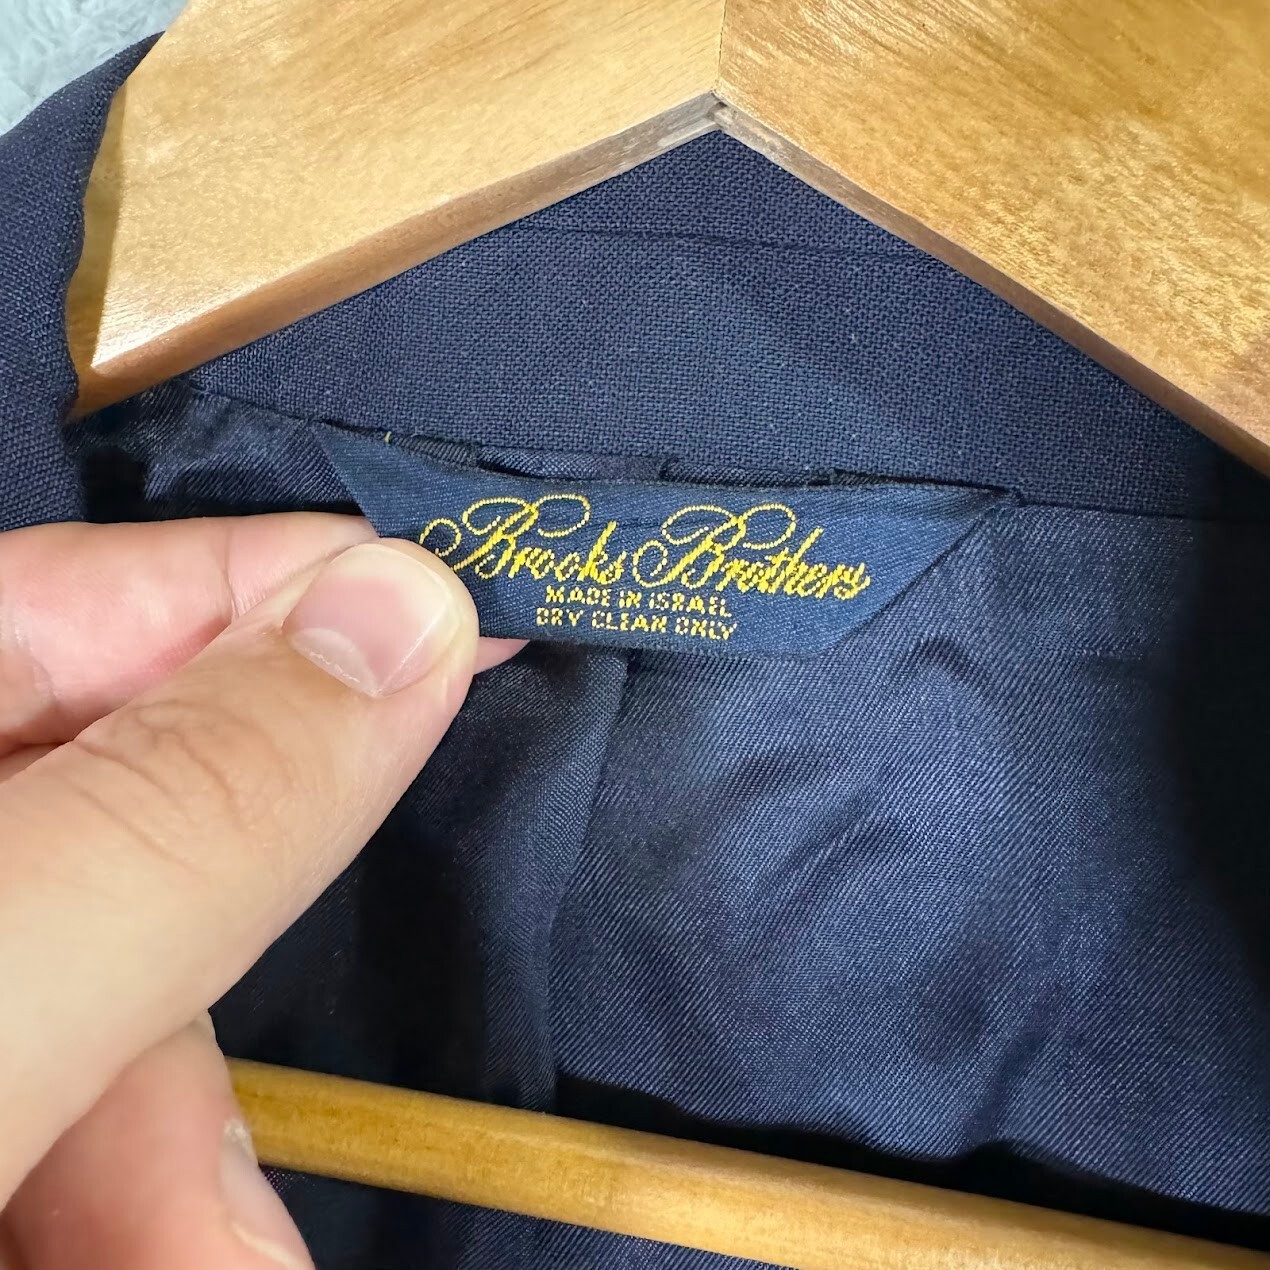 Brooks Brothers
MADE IN ISRAEL
DRY CLEAN ONLY